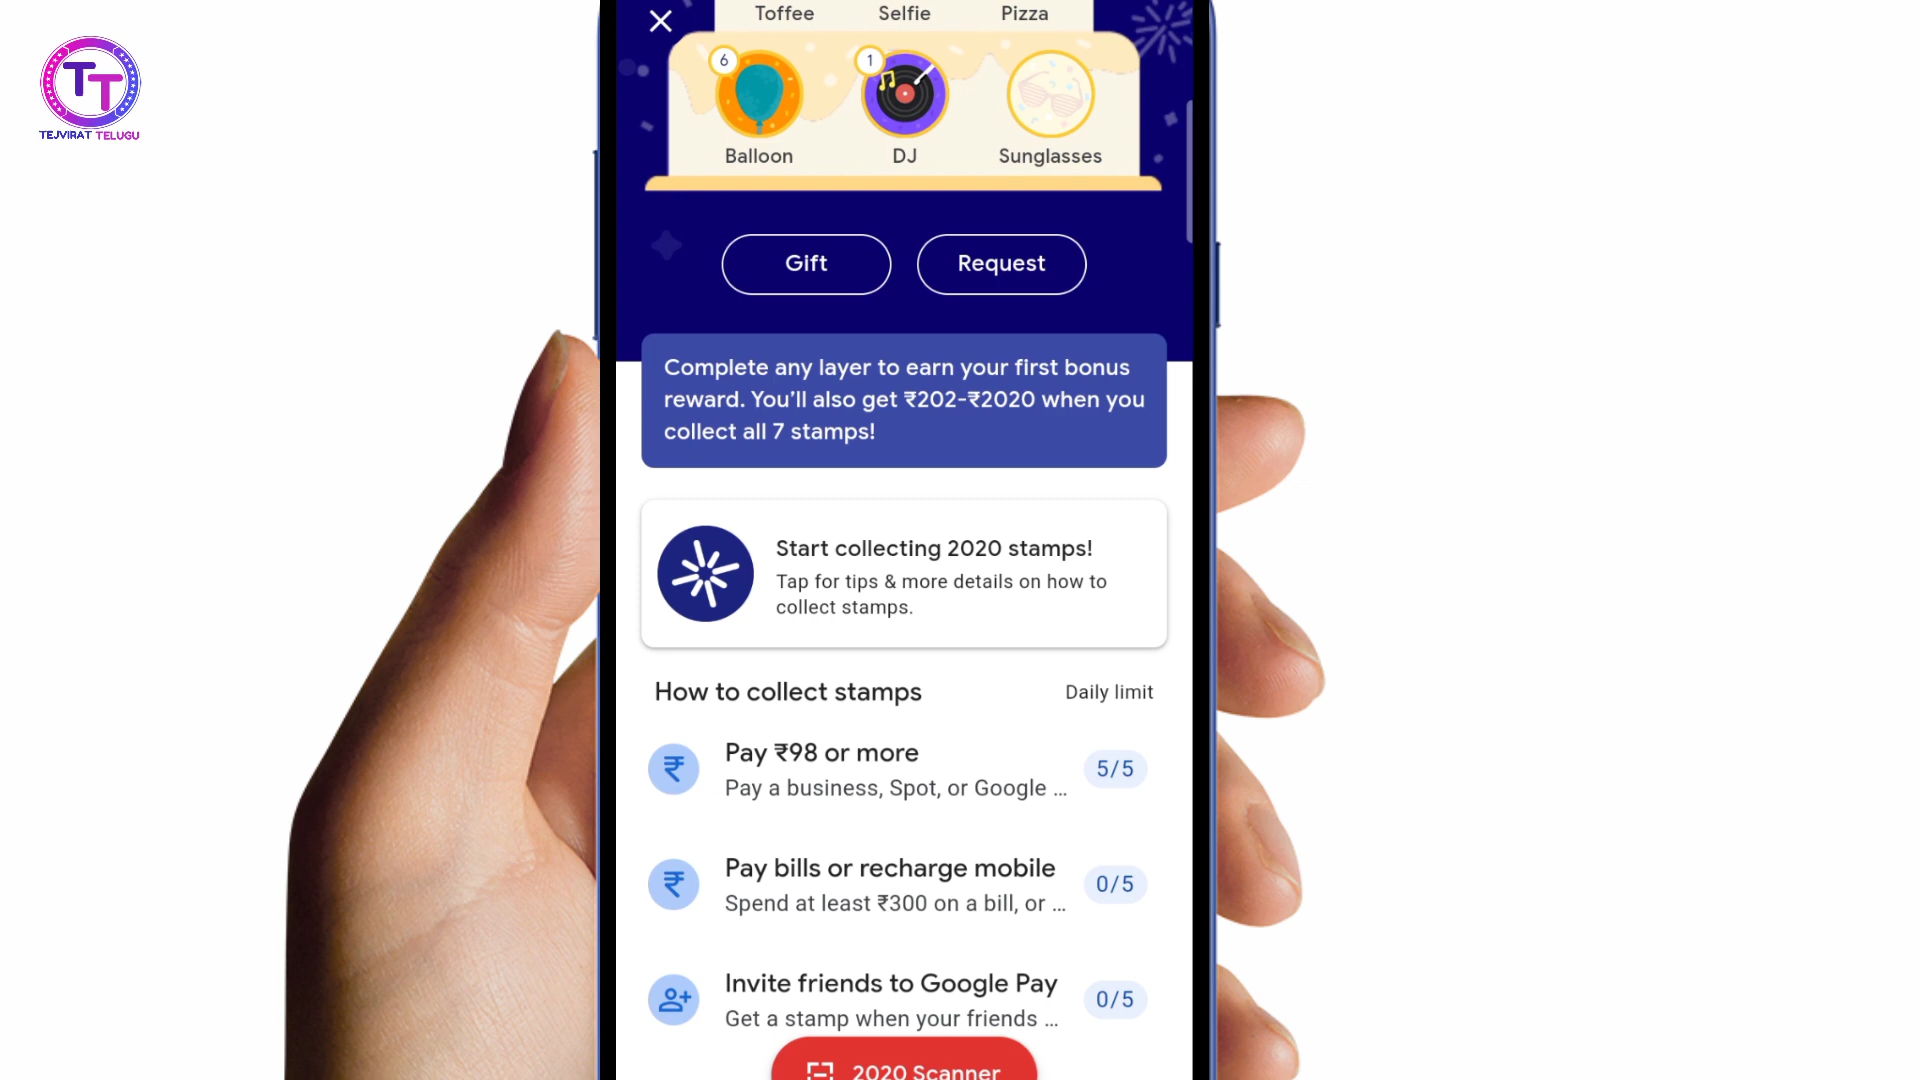 TT
TEJVIRAT TELUGU
Toffee Selfie Pizza
6 1
Balloon DJ Sunglasses
Gift Request
Complete any layer to earn your first bonus
reward. You’ll also get ₹202-₹2020 when you
collect all 7 stamps!
Start collecting 2020 stamps!
Tap for tips & more details on how to
collect stamps.
How to collect stamps Daily limit
₹ Pay ₹98 or more
Pay a business, Spot, or Google ... 5/5
₹ Pay bills or recharge mobile
Spend at least ₹300 on a bill, or ... 0/5
Invite friends to Google Pay
Get a stamp when your friends ... 0/5
2020 Scanner